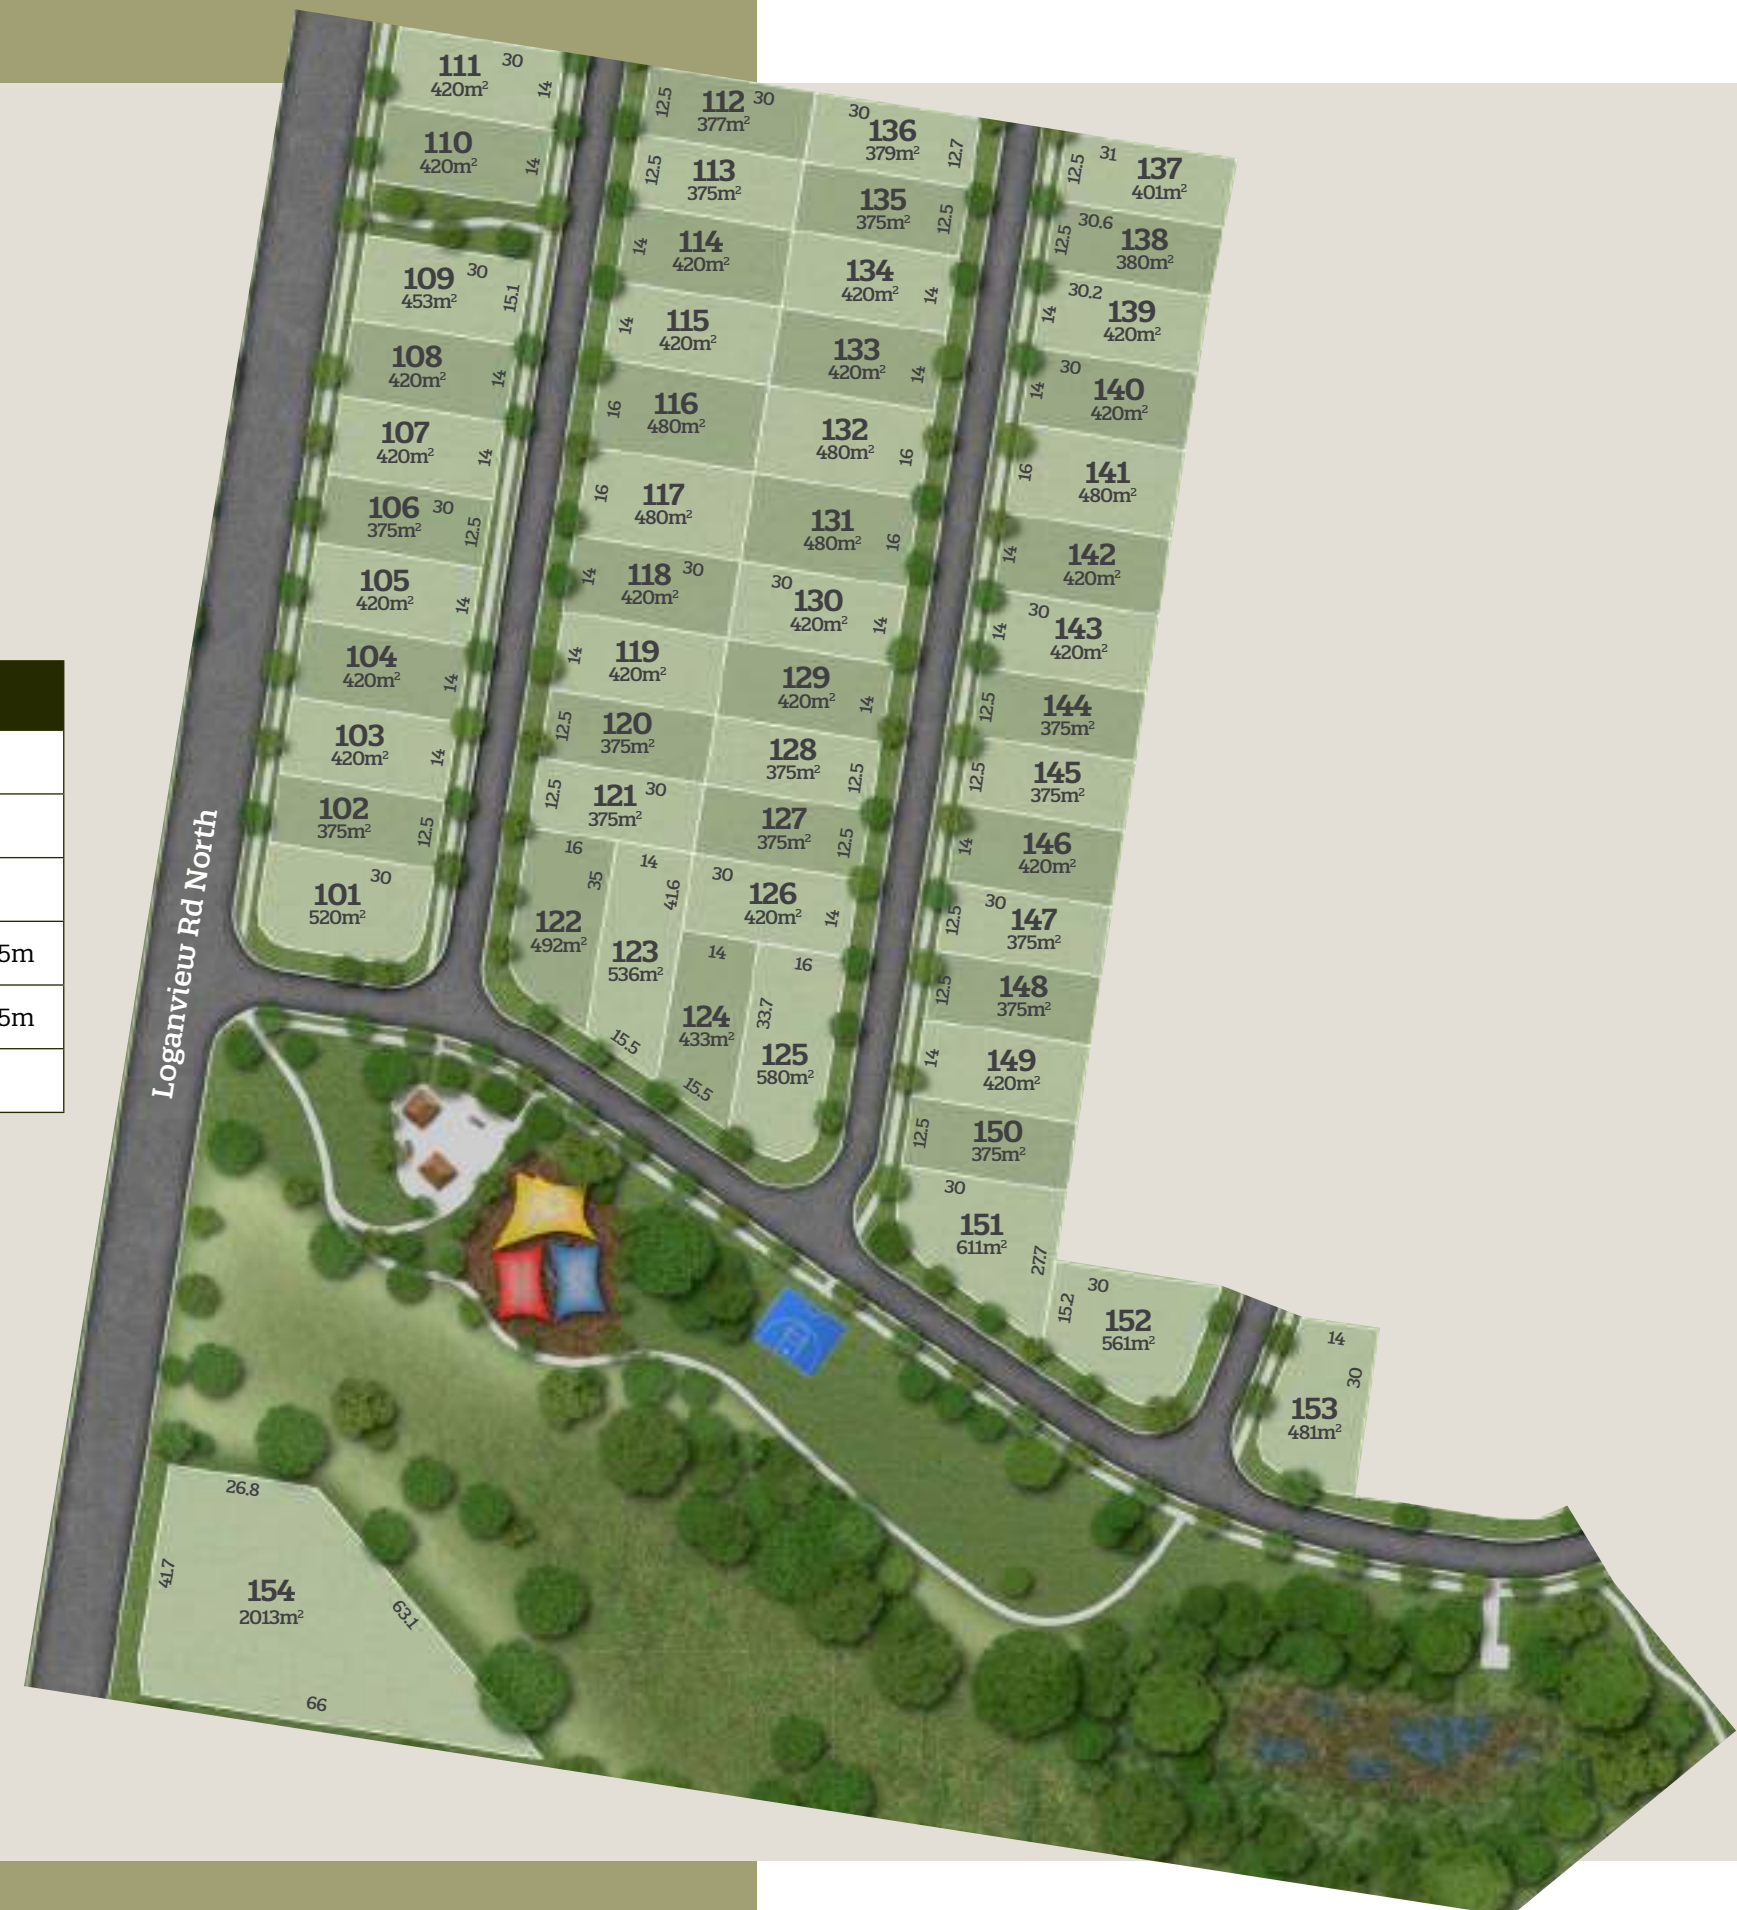 111
30
420m²
14
110
420m²
14
109
30
453m²
15.1
108
420m²
14
107
420m²
14
106
30
375m²
12.5
105
420m²
14
104
420m²
14
103
420m²
14
102
375m²
12.5
101
30
520m²
Loganview Rd North
12.5
112
30
377m²
12.5
113
375m²
14
114
420m²
14
115
420m²
16
116
480m²
16
117
480m²
14
118
30
420m²
14
119
420m²
12.5
120
375m²
12.5
121
30
375m²
16
35
122
492m²
14
41.6
123
536m²
15.5
14
124
433m²
15.5
16
33.7
125
580m²
30
126
420m²
14
127
375m²
12.5
128
375m²
12.5
129
420m²
14
30
130
420m²
14
131
480m²
16
132
480m²
16
133
420m²
14
134
420m²
14
135
375m²
12.5
30
136
379m²
12.7
12.5
31
137
401m²
12.5
30.6
138
380m²
14
30.2
139
420m²
14
30
140
420m²
16
141
480m²
14
142
420m²
14
30
143
420m²
12.5
144
375m²
12.5
145
375m²
14
146
420m²
12.5
30
147
375m²
12.5
148
375m²
14
149
420m²
12.5
150
375m²
30
151
611m²
27.7
15.2
30
152
561m²
14
30
153
481m²
26.8
41.7
154
2013m²
63.1
66
5m
5m